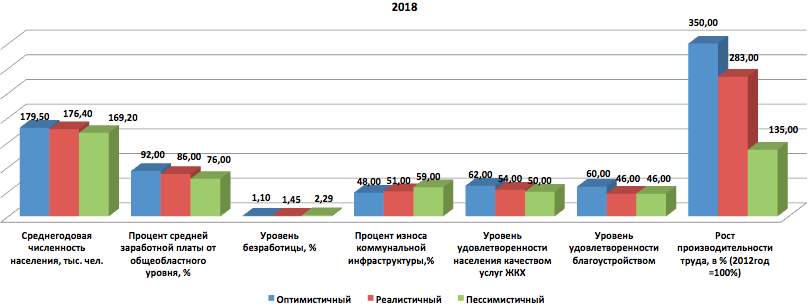 2018
350,00
283,00
179,50 176,40 169,20
135,00
92,00 86,00 76,00
48,00 51,00 59,00
62,00 54,00 50,00
60,00 46,00 46,00
1,10 1,45 2,29
Среднегодовая
численность
населения, тыс. чел.
Процент средней
заработной платы от
общеобластного
уровня, %
Уровень
безработицы, %
Процент износа
коммунальной
инфраструктуры,%
Уровень
удовлетворенности
населения качеством
услуг ЖКХ
Уровень
удовлетворенности
благоустройством
Рост
производительности
труда, в % (2012год
=100%)
Оптимистичный Реалистичный Пессимистичный